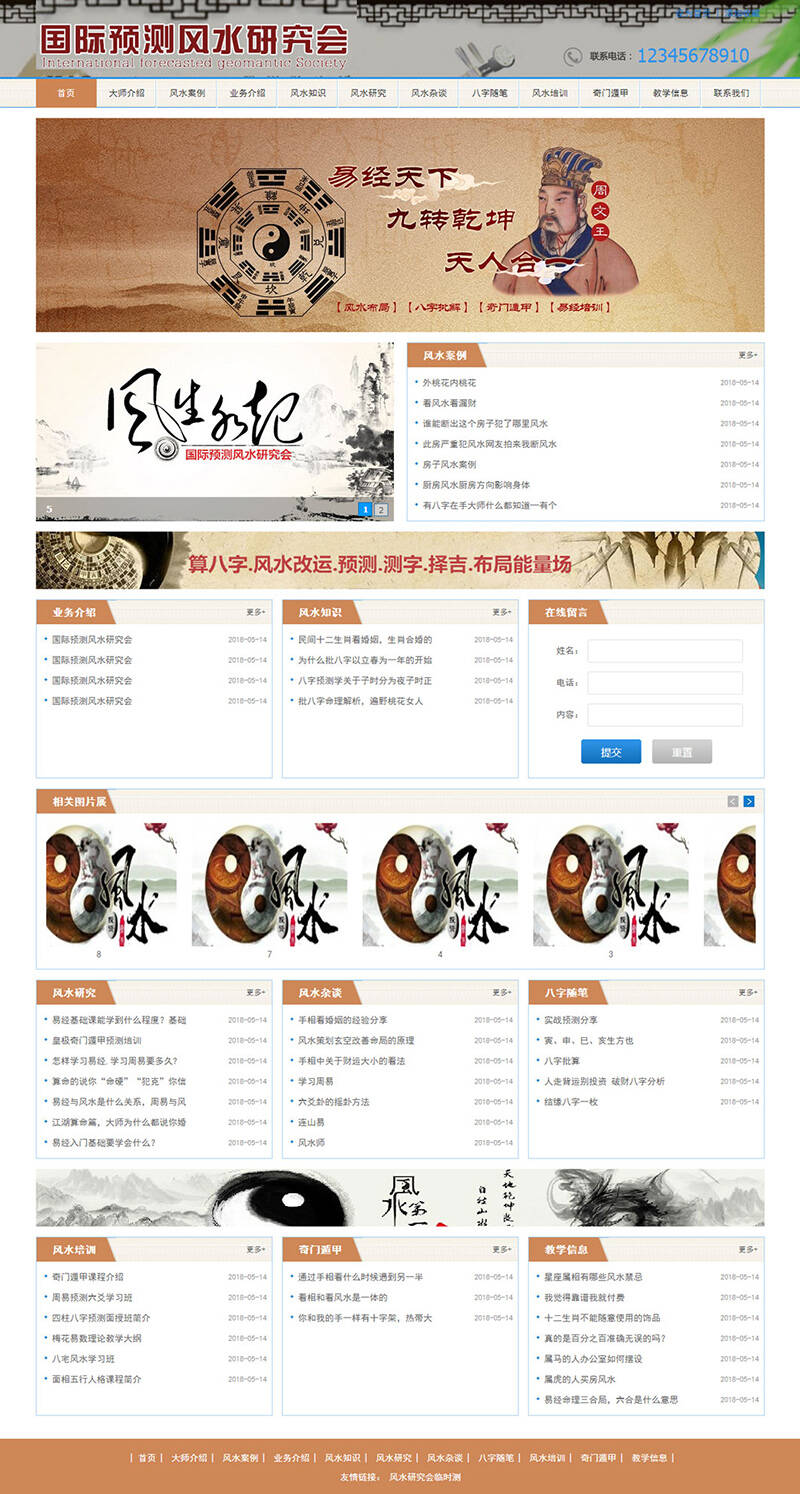 国际预测风水研究会
International forecasted geomantic Society
联系电话： 12345678910
首页 大师介绍 风水案例 业务介绍 风水知识 风水研究 风水杂谈 八字随笔 风水培训 奇门遁甲 教学信息 联系我们
易经天下
九转乾坤
天人合一
周文王
【风水布局】【八字批解】【奇门遁甲】【易经培训】
风生水起
国际预测风水研究会
5
1 2
风水案例 更多+
外桃花内桃花 2018-05-14
看风水看漏财 2018-05-14
谁能断出这个房子犯了哪里风水 2018-05-14
此房严重犯风水网友拍来我断风水 2018-05-14
房子风水案例 2018-05-14
厨房风水厨房方向影响身体 2018-05-14
有八字在手大师什么都知道一有个 2018-05-14
算八字.风水改运.预测.测字.择吉.布局能量场
业务介绍 更多+
国际预测风水研究会 2018-05-14
国际预测风水研究会 2018-05-14
国际预测风水研究会 2018-05-14
国际预测风水研究会 2018-05-14
风水知识 更多+
民间十二生肖看婚姻，生肖合婚的 2018-05-14
为什么批八字以立春为一年的开始 2018-05-14
八字预测学关于子时分为夜子时正 2018-05-14
批八字命理解析，遍野桃花女人 2018-05-14
在线留言
姓名：
电话：
内容：
提交 重置
相关图片展
風水
風水
風水
風水
8 7 4 3
风水研究 更多+
易经基础课能学到什么程度？基础 2018-05-14
皇极奇门遁甲预测培训 2018-05-14
怎样学习易经. 学习周易要多久？ 2018-05-14
算命的说你“命硬”“犯克”你信 2018-05-14
易经与风水是什么关系，周易与风 2018-05-14
江湖算命篇，大师为什么都说你婚 2018-05-14
易经入门基础要学会什么？ 2018-05-14
风水杂谈 更多+
手相看婚姻的经验分享 2018-05-14
风水策划玄空改善命局的原理 2018-05-14
手相中关于财运大小的看法 2018-05-14
学习周易 2018-05-14
六爻卦的摇卦方法 2018-05-14
连山易 2018-05-14
风水师 2018-05-14
八字随笔 更多+
实战预测分享 2018-05-14
寅、申、巳、亥生方也 2018-05-14
八字批算 2018-05-14
人走背运别投资 破财八字分析 2018-05-14
结缘八字一枚 2018-05-14
風水第一
天地乾坤
自然山水
风水培训 更多+
奇门遁甲课程介绍 2018-05-14
周易预测六爻学习班 2018-05-14
四柱八字预测面授班简介 2018-05-14
梅花易数理论教学大纲 2018-05-14
八宅风水学习班 2018-05-14
面相五行人格课程简介 2018-05-14
奇门遁甲 更多+
通过手相看什么时候遇到另一半 2018-05-14
看相和看风水是一体的 2018-05-14
你和我的手一样有十字架，热带大 2018-05-14
教学信息 更多+
星座属相有哪些风水禁忌 2018-05-14
我觉得靠谱我就付费 2018-05-14
十二生肖不能随意使用的饰品 2018-05-14
真的是百分之百准确无误的吗？ 2018-05-14
属马的人办公室如何摆设 2018-05-14
属虎的人买房风水 2018-05-14
易经命理三合局，六合是什么意思 2018-05-14
| 首页 | 大师介绍 | 风水案例 | 业务介绍 | 风水知识 | 风水研究 | 风水杂谈 | 八字随笔 | 风水培训 | 奇门遁甲 | 教学信息 |
友情链接： 风水研究会临时测